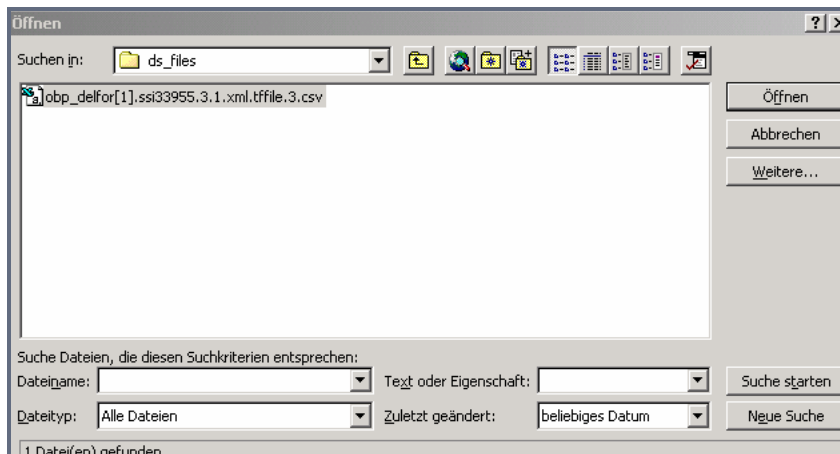 Öffnen
Suchen in: ds_files
obp_delfor[1].ssi33955.3.1.xml.tffile.3.csv
Öffnen
Abbrechen
Weitere...
Suche Dateien, die diesen Suchkriterien entsprechen:
Dateiname: Text oder Eigenschaft: Suche starten
Dateityp: Alle Dateien Zuletzt geändert: beliebiges Datum Neue Suche
1 Datei(en) gefunden